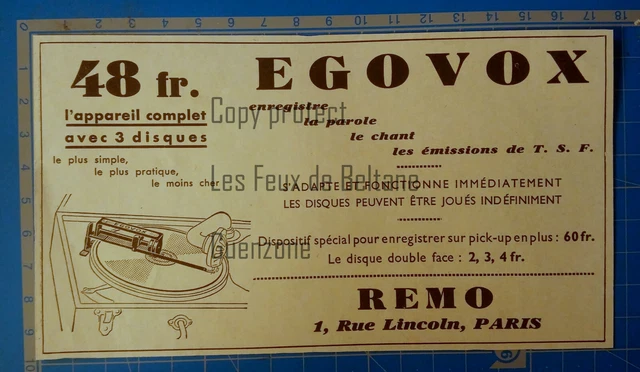 48 fr.
l'appareil complet
avec 3 disques
le plus simple,
le plus pratique,
le moins cher
EGOVOX
EGOVOX
enregistre
la parole
le chant
les émissions de T. S. F.
S'ADAPTE ET FONCTIONNE IMMÉDIATEMENT
LES DISQUES PEUVENT ÊTRE JOUÉS INDÉFINIMENT
Dispositif spécial pour enregistrer sur pick-up en plus : 60 fr.
Le disque double face : 2, 3, 4 fr.
REMO
1, Rue Lincoln, PARIS
Copy protect
Les Feux de Beltane
Guenzone